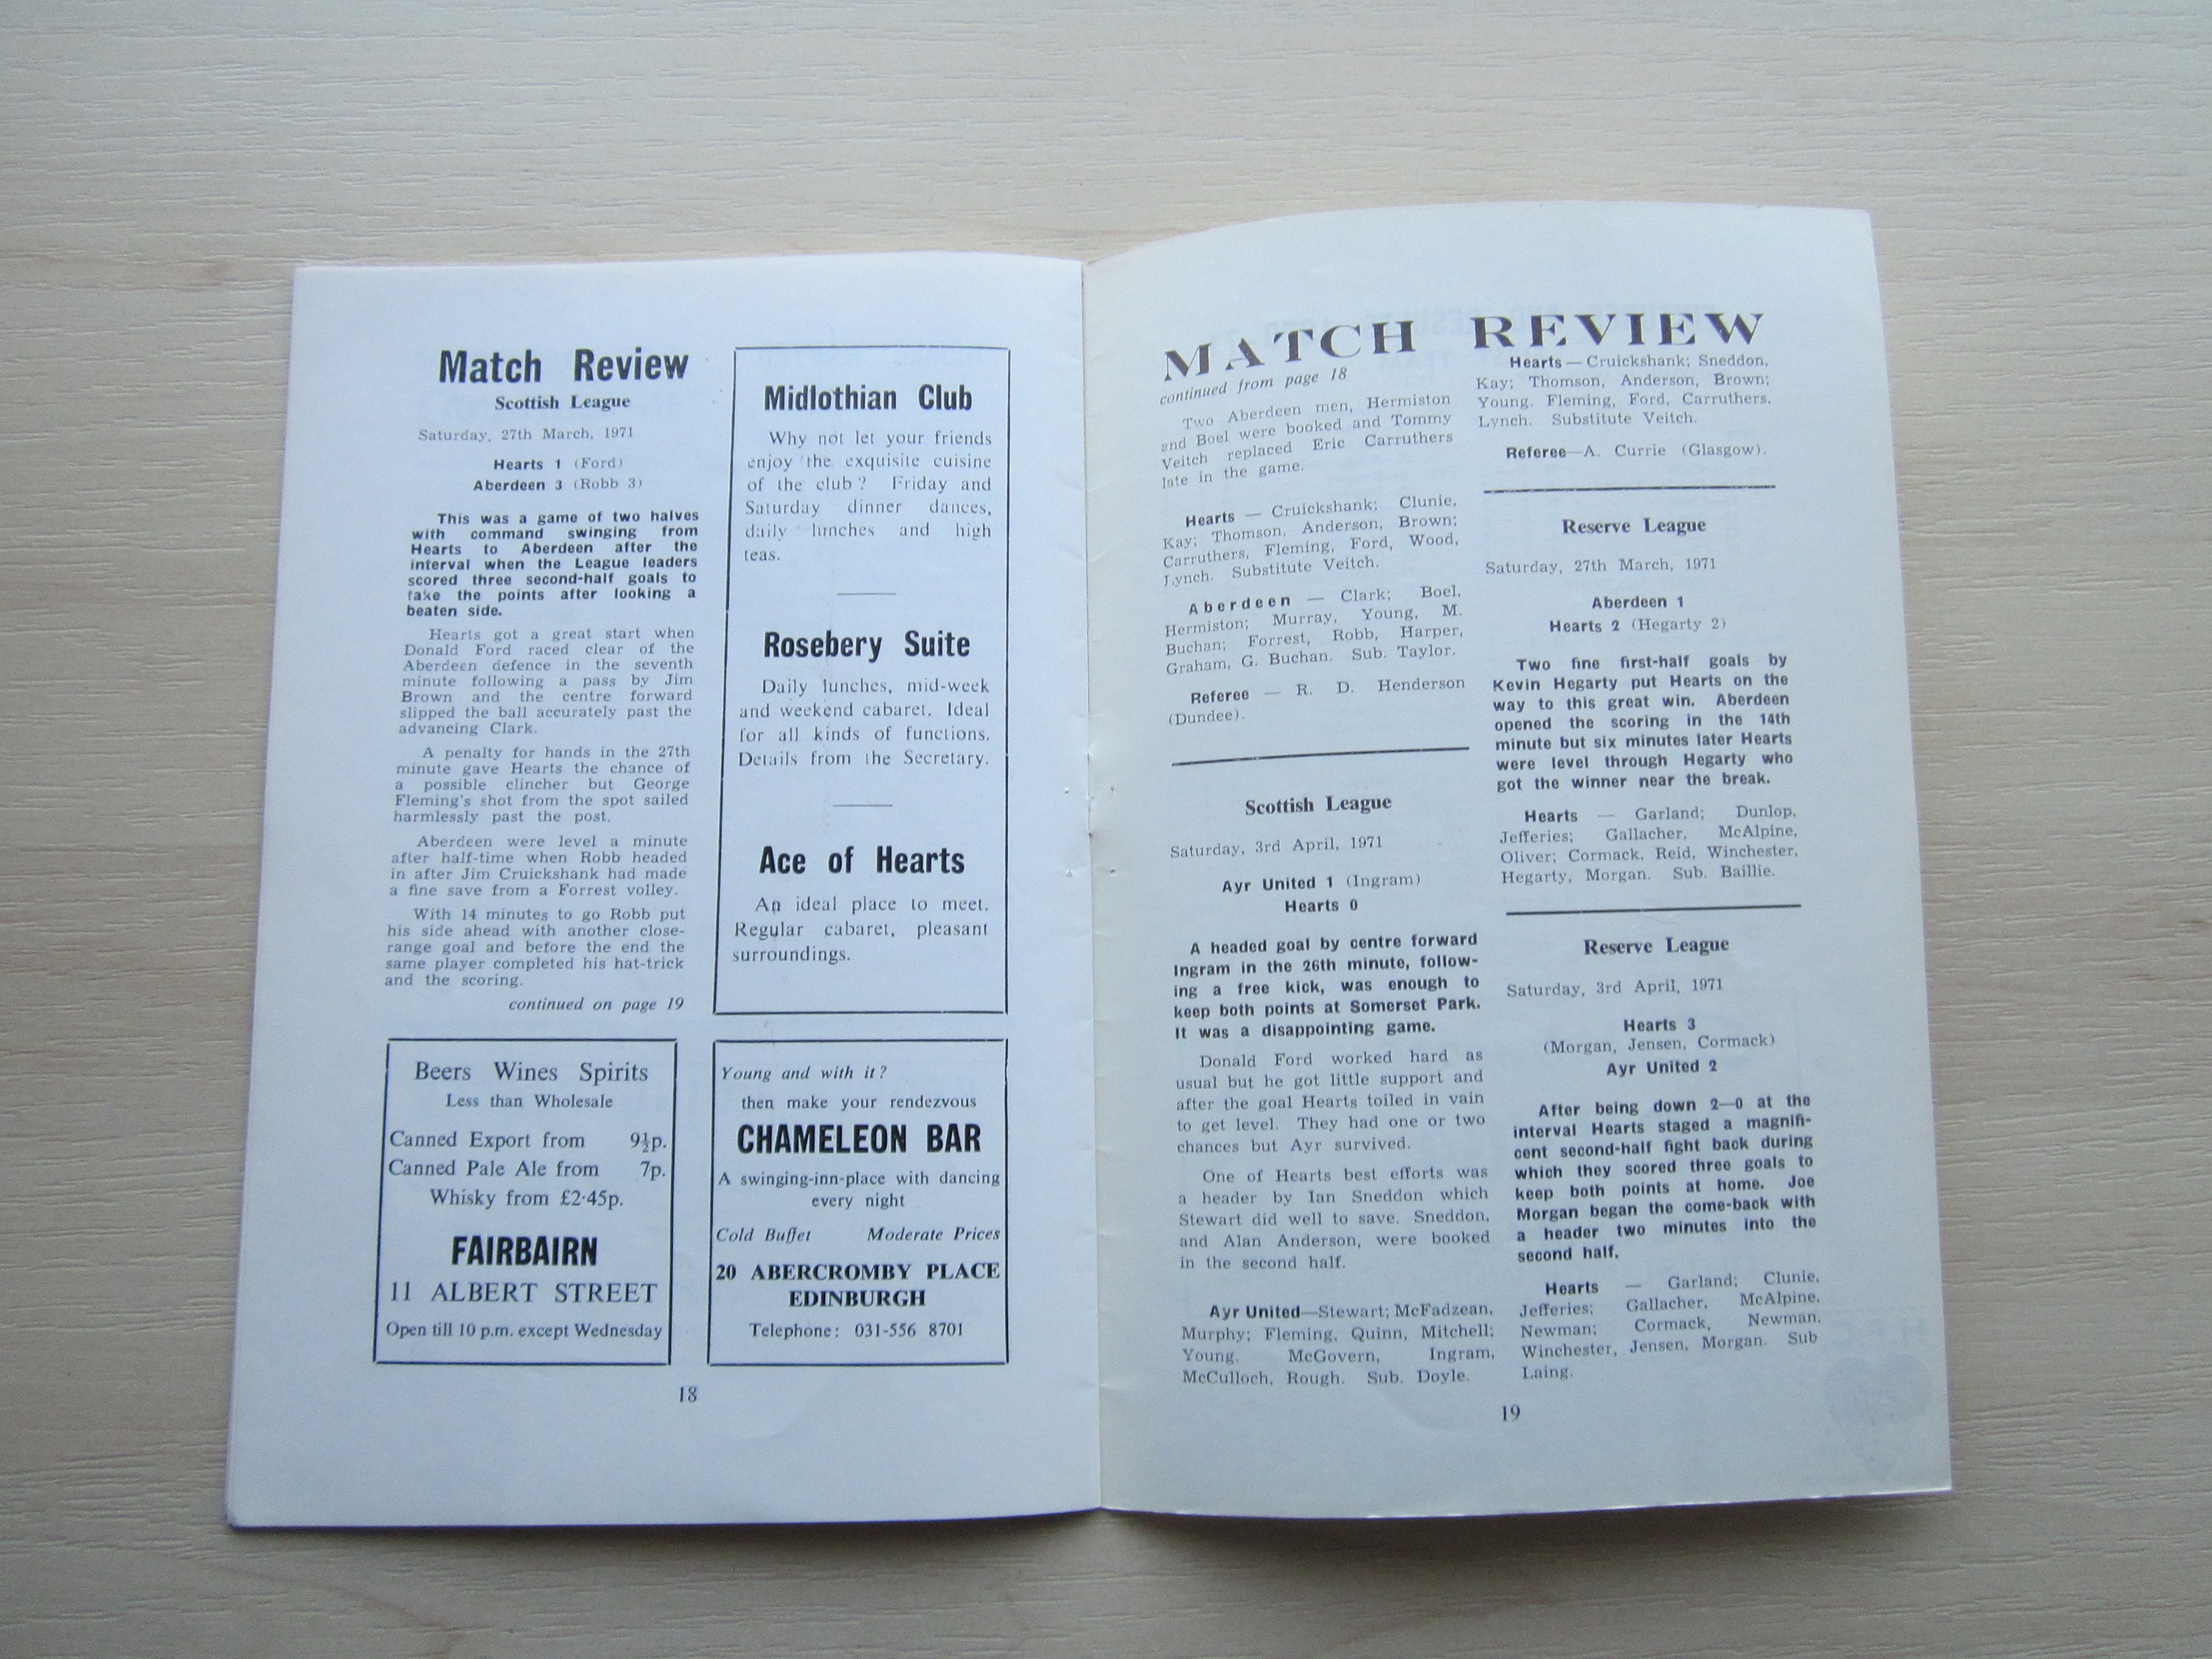 Match Review
Scottish League
Saturday, 27th March, 1971
Hearts 1 (Ford)
Aberdeen 3 (Robb 3)
This was a game of two halves
with command swinging from
Hearts to Aberdeen after the
interval when the League leaders
scored three second-half goals to
take the points after looking a
beaten side.
Hearts got a great start when
Donald Ford raced clear of the
Aberdeen defence in the seventh
minute following a pass by Jim
Brown and the centre forward
slipped the ball accurately past the
advancing Clark.
A penalty for hands in the 27th
minute gave Hearts the chance of
a possible clincher but George
Fleming's shot from the spot sailed
harmlessly past the post.
Aberdeen were level a minute
after half-time when Robb headed
in after Jim Cruickshank had made
a fine save from a Forrest volley.
With 14 minutes to go Robb put
his side ahead with another close-
range goal and before the end the
same player completed his hat-trick
and the scoring.
continued on page 19
Midlothian Club
Why not let your friends
enjoy the exquisite cuisine
of the club? Friday and
Saturday dinner dances,
daily lunches and high
teas.
Rosebery Suite
Daily lunches, mid-week
and weekend cabaret. Ideal
for all kinds of functions.
Details from the Secretary.
Ace of Hearts
An ideal place to meet.
Regular cabaret, pleasant
surroundings.
Beers Wines Spirits
Less than Wholesale
Canned Export from 9½p.
Canned Pale Ale from 7p.
Whisky from £2·45p.
FAIRBAIRN
11 ALBERT STREET
Open till 10 p.m. except Wednesday
Young and with it?
then make your rendezvous
CHAMELEON BAR
A swinging-inn-place with dancing
every night
Cold Buffet Moderate Prices
20 ABERCROMBY PLACE
EDINBURGH
Telephone: 031-556 8701
18
MATCH REVIEW
continued from page 18
Two Aberdeen men, Hermiston
and Boel were booked and Tommy
Veitch replaced Eric Carruthers
late in the game.
Hearts — Cruickshank; Clunie,
Kay; Thomson, Anderson, Brown;
Carruthers, Fleming, Ford, Wood,
Lynch. Substitute Veitch.
Aberdeen — Clark; Boel,
Hermiston; Murray, Young, M.
Buchan; Forrest, Robb, Harper,
Graham, G. Buchan. Sub. Taylor.
Referee — R. D. Henderson
(Dundee).
Scottish League
Saturday, 3rd April, 1971
Ayr United 1 (Ingram)
Hearts 0
A headed goal by centre forward
Ingram in the 26th minute, follow-
ing a free kick, was enough to
keep both points at Somerset Park.
It was a disappointing game.
Donald Ford worked hard as
usual but he got little support and
after the goal Hearts toiled in vain
to get level. They had one or two
chances but Ayr survived.
One of Hearts best efforts was
a header by Ian Sneddon which
Stewart did well to save. Sneddon,
and Alan Anderson, were booked
in the second half.
Ayr United—Stewart; McFadzean,
Murphy; Fleming, Quinn, Mitchell;
Young. McGovern, Ingram,
McCulloch, Rough. Sub. Doyle.
Hearts — Cruickshank; Sneddon,
Kay; Thomson, Anderson, Brown;
Young. Fleming, Ford, Carruthers,
Lynch. Substitute Veitch.
Referee—A. Currie (Glasgow).
Reserve League
Saturday, 27th March, 1971
Aberdeen 1
Hearts 2 (Hegarty 2)
Two fine first-half goals by
Kevin Hegarty put Hearts on the
way to this great win. Aberdeen
opened the scoring in the 14th
minute but six minutes later Hearts
were level through Hegarty who
got the winner near the break.
Hearts — Garland; Dunlop,
Jefferies; Gallacher, McAlpine,
Oliver; Cormack, Reid, Winchester,
Hegarty, Morgan. Sub. Baillie.
Reserve League
Saturday, 3rd April, 1971
Hearts 3
(Morgan, Jensen, Cormack)
Ayr United 2
After being down 2—0 at the
interval Hearts staged a magnifi-
cent second-half fight back during
which they scored three goals to
keep both points at home. Joe
Morgan began the come-back with
a header two minutes into the
second half.
Hearts — Garland; Clunie,
Jefferies; Gallacher, McAlpine,
Newman; Cormack, Newman,
Winchester, Jensen, Morgan. Sub
Laing.
19